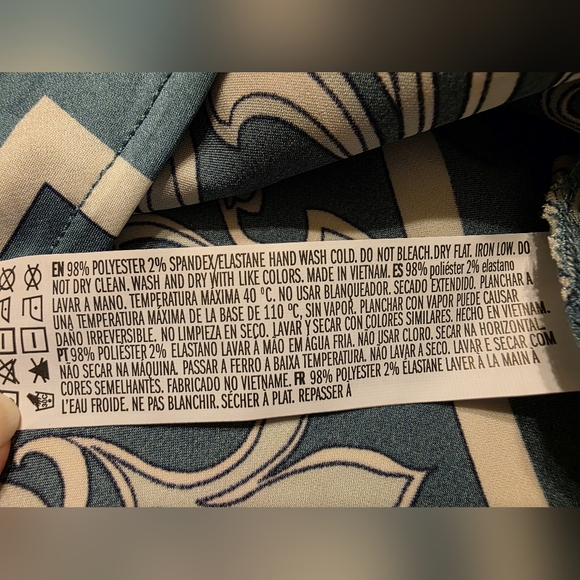 EN 98% POLYESTER 2% SPANDEX/ELASTANE HAND WASH COLD. DO NOT BLEACH.DRY FLAT. IRON LOW. DO
NOT DRY CLEAN. WASH AND DRY WITH LIKE COLORS. MADE IN VIETNAM. ES 98% poliéster 2% elastano
LAVAR A MANO. TEMPERATURA MÁXIMA 40 ºC. NO USAR BLANQUEADOR. SECADO EXTENDIDO. PLANCHAR A
UNA TEMPERATURA MÁXIMA DE LA BASE DE 110 ºC, SIN VAPOR. PLANCHAR CON VAPOR PUEDE CAUSAR
DAÑO IRREVERSIBLE. NO LIMPIEZA EN SECO. LAVAR Y SECAR CON COLORES SIMILARES. HECHO EN VIETNAM.
PT 98% POLIÉSTER 2% ELASTANO LAVAR À MÃO EM ÁGUA FRIA. NÃO USAR CLORO. SECAR NA HORIZONTAL.
NÃO SECAR NA MÁQUINA. PASSAR A FERRO A BAIXA TEMPERATURA. NÃO LAVAR A SECO. LAVAR E SECAR COM
CORES SEMELHANTES. FABRICADO NO VIETNAME. FR 98% POLYESTER 2% ELASTANE LAVER À LA MAIN À
L'EAU FROIDE. NE PAS BLANCHIR. SÉCHER À PLAT. REPASSER À